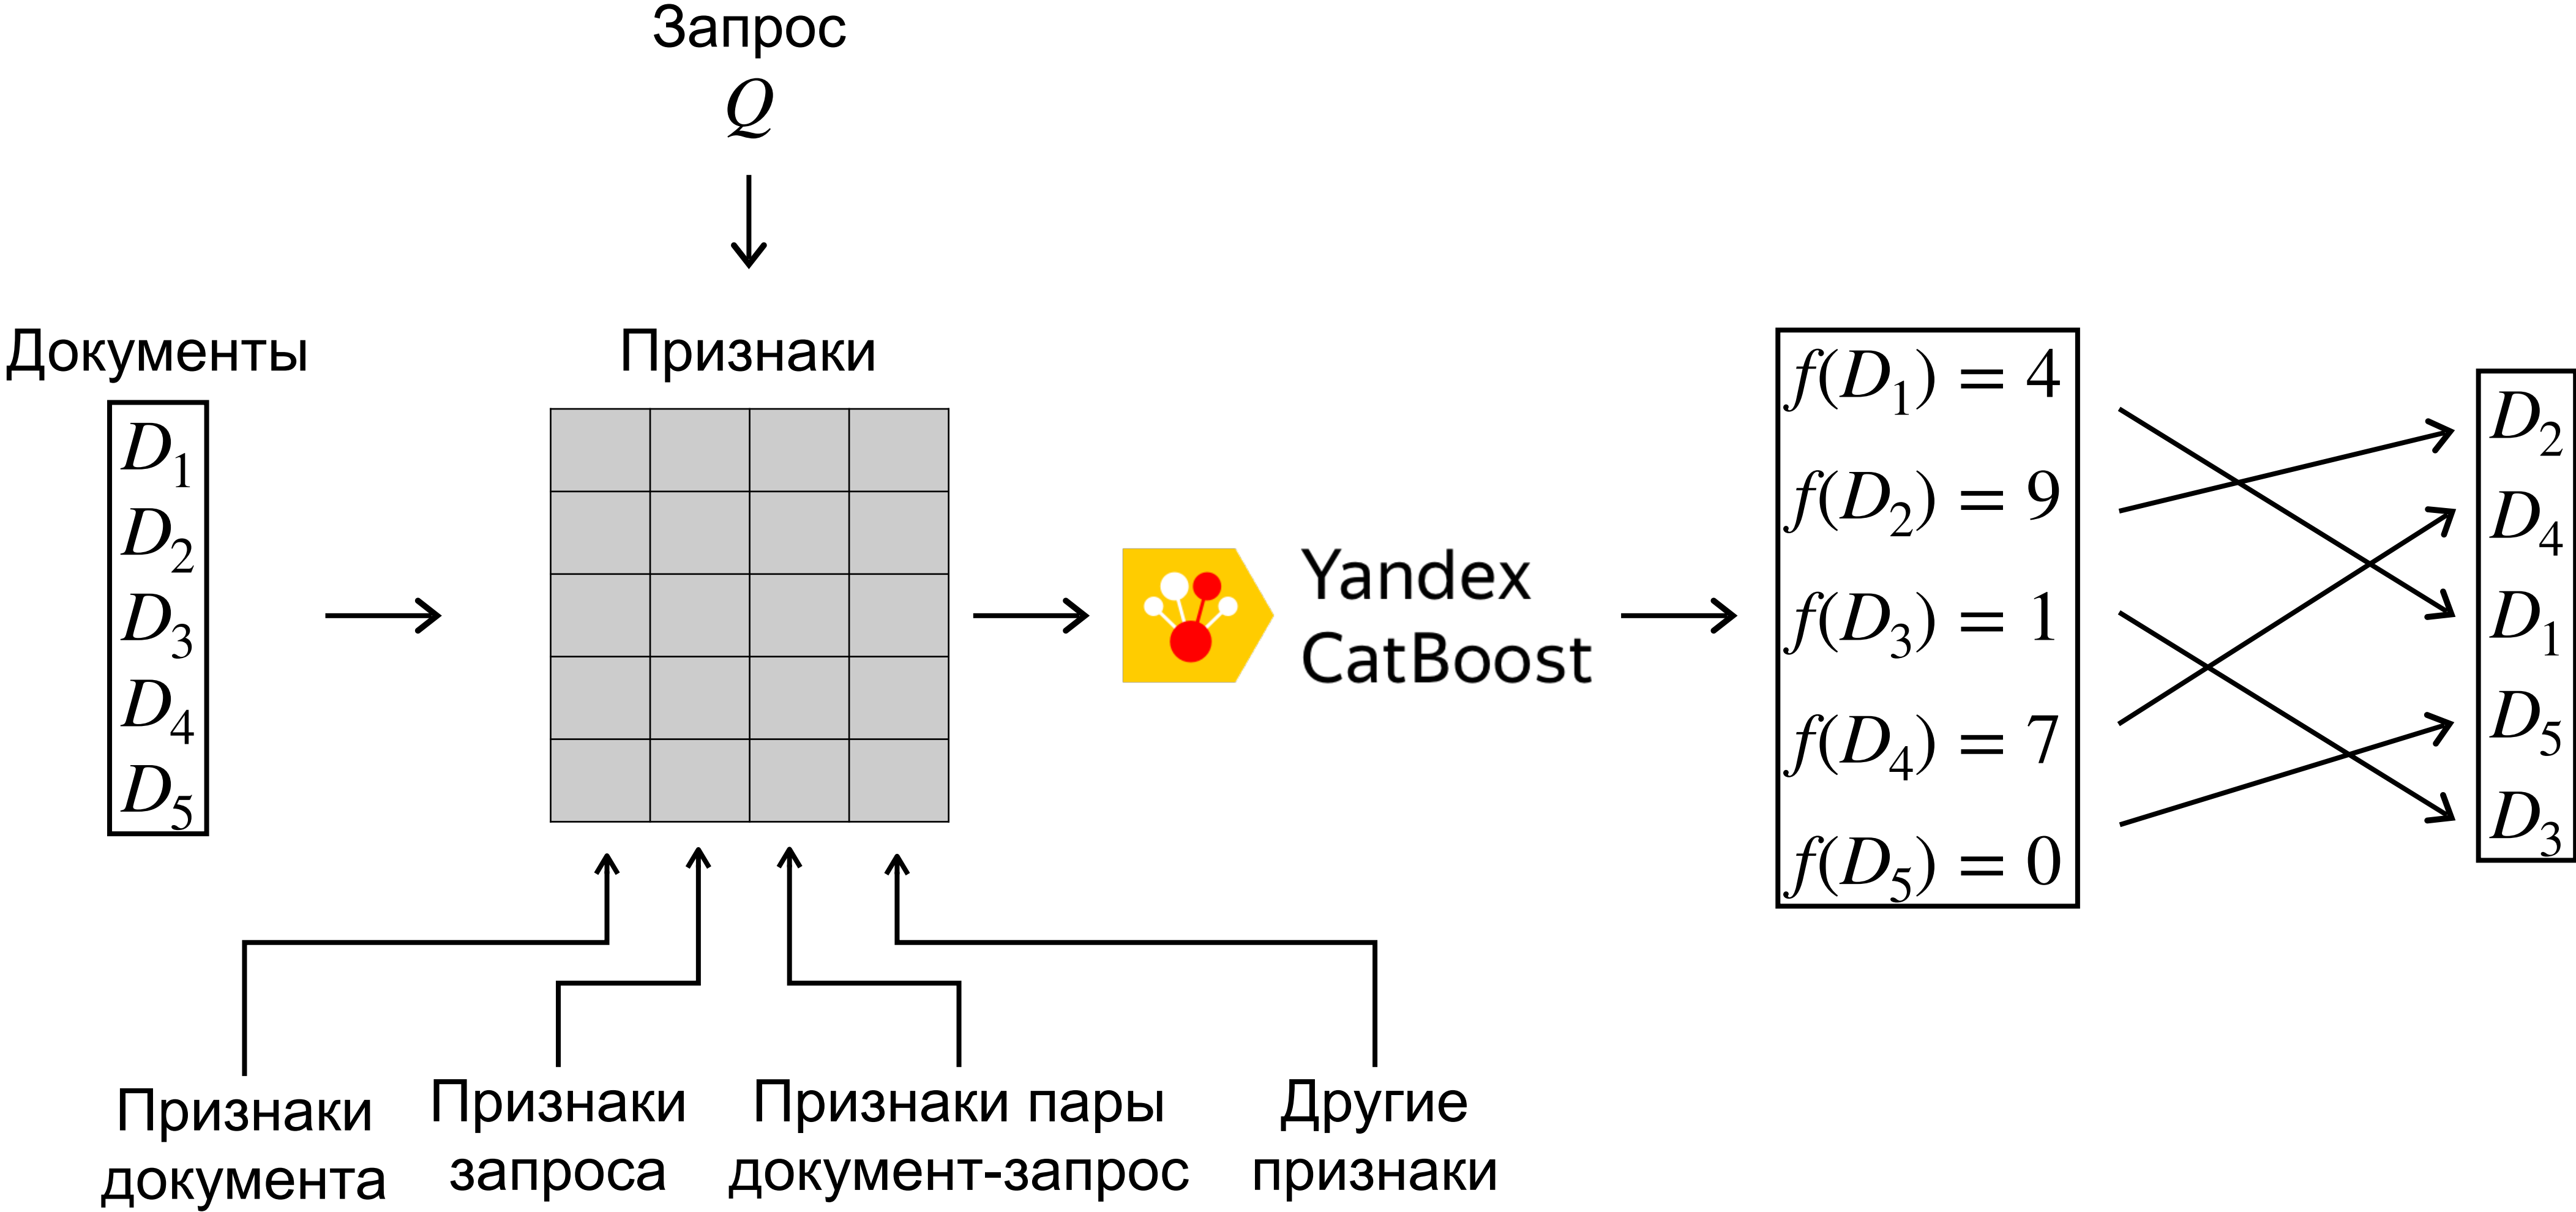 Запрос
Q
Документы
D₁
D₂
D₃
D₄
D₅
Признаки
Yandex
CatBoost
f(D₁) = 4
f(D₂) = 9
f(D₃) = 1
f(D₄) = 7
f(D₅) = 0
D₂
D₄
D₁
D₅
D₃
Признаки
документа
Признаки
запроса
Признаки пары
документ-запрос
Другие
признаки